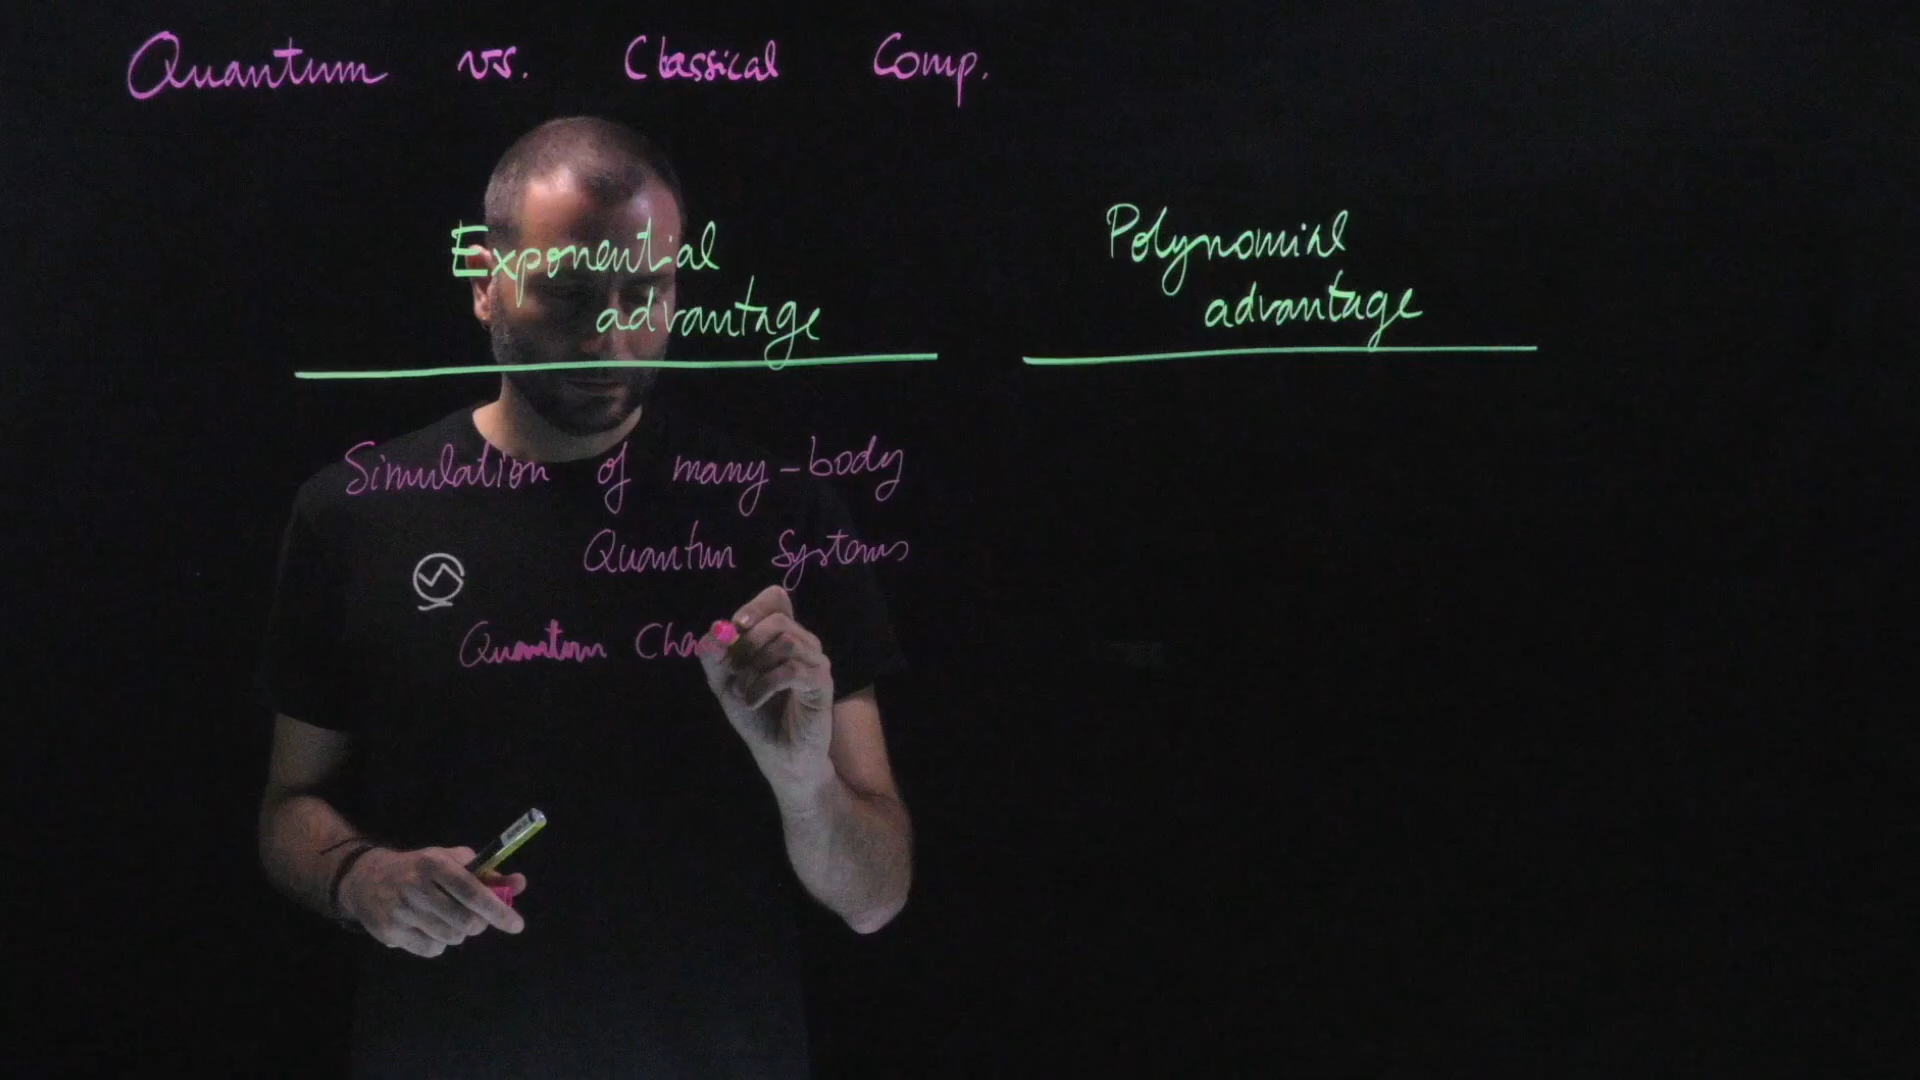 Quantum vs. Classical Comp.
Exponential
advantage
Polynomial
advantage
Simulation of many-body
Quantum Systems
Quantum